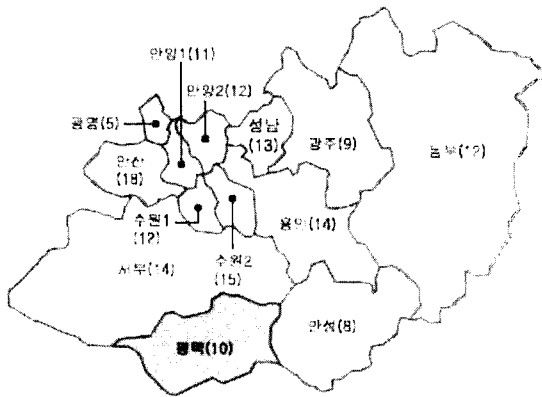 안양1(11)
안양2(12)
광명(5)
성남
(13)
광주(9)
동부(12)
안산
(18)
수원1
(12)
용인(14)
수원2
(15)
서부(14)
안성(8)
평택(10)